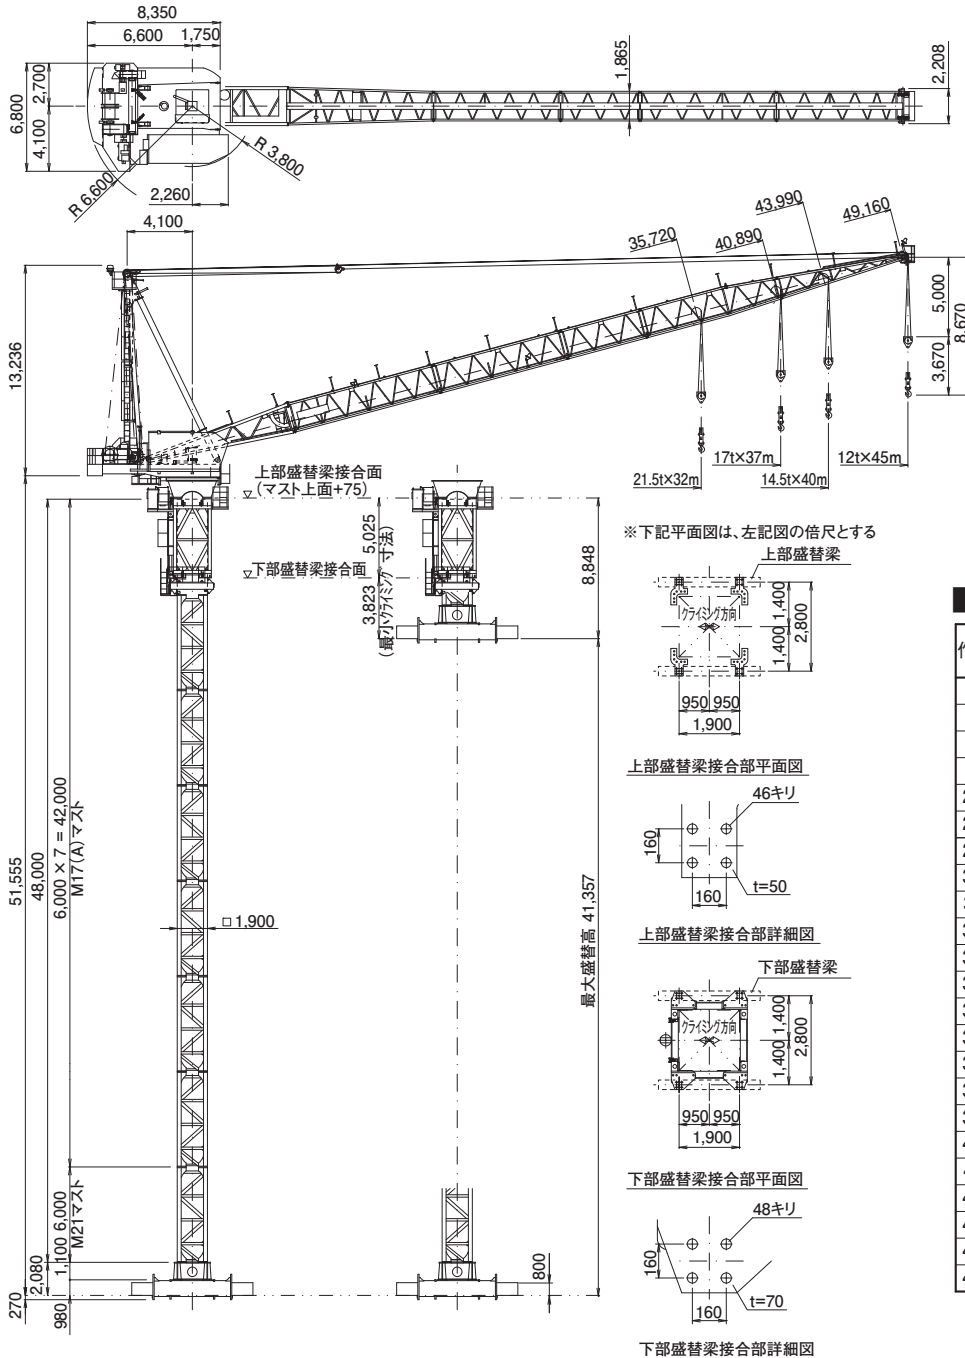 8,350
6,600
1,750
6,800
2,700
4,100
R 6,600
R 3,800
2,260
1,865
2,208
4,100
13,236
35,720
40,890
43,990
49,160
5,000
3,670
8,670
21.5t×32m
17t×37m
14.5t×40m
12t×45m
上部盛替梁接合面
(マスト上面+75)
下部盛替梁接合面
5,025
3,823
(最小クライミング 寸法)
8,848
51,555
48,000
6,000 × 7 = 42,000
M17(A)マスト
□1,900
最大盛替高 41,357
6,000
M21マスト
1,100
2,080
270
980
800
※下記平面図は、左記図の倍尺とする
上部盛替梁
クライミング方向
1,400
1,400
2,800
950
950
1,900
上部盛替梁接合部平面図
46キリ
160
160
t=50
上部盛替梁接合部詳細図
下部盛替梁
クライミング方向
1,400
1,400
2,800
950
950
1,900
下部盛替梁接合部平面図
48キリ
160
160
t=70
下部盛替梁接合部詳細図